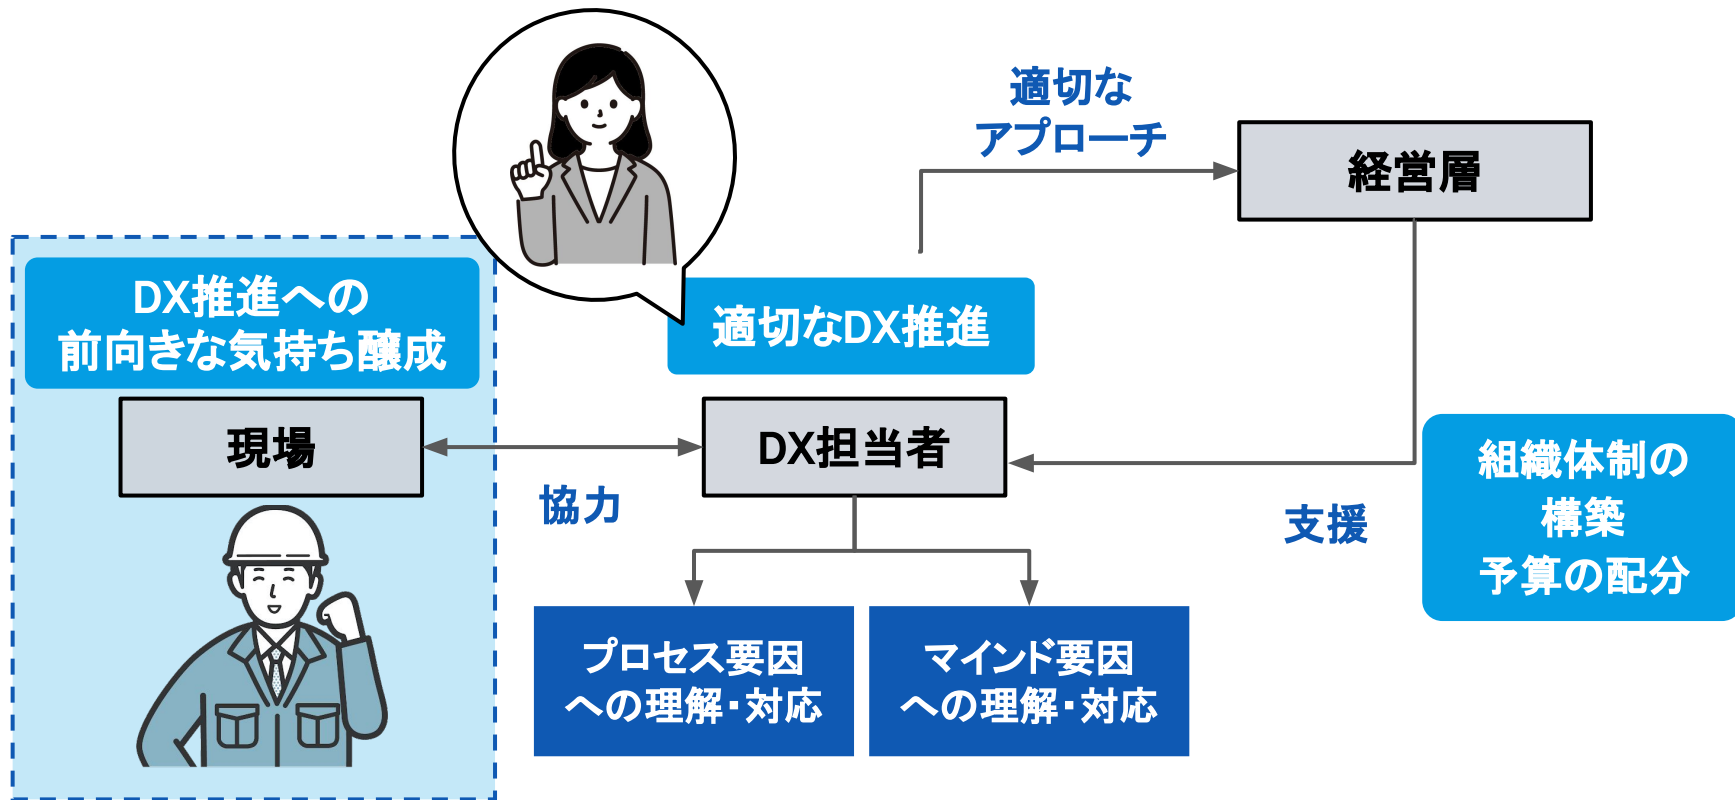 適切な
アプローチ
経営層
DX推進への
前向きな気持ち醸成
適切なDX推進
現場
DX担当者
協力
支援
組織体制の
構築
予算の配分
プロセス要因
への理解・対応
マインド要因
への理解・対応